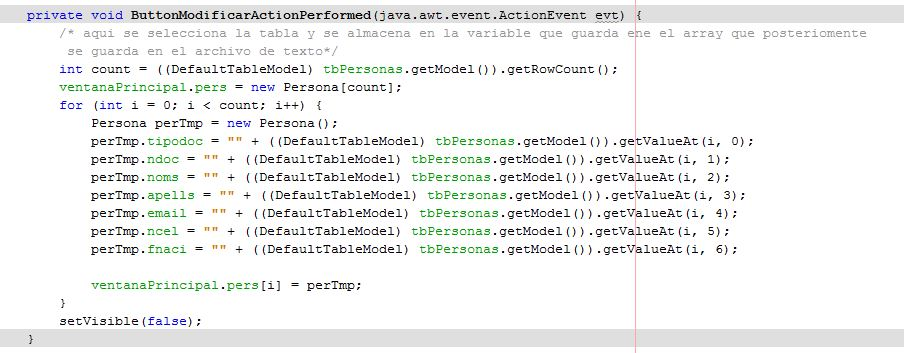 private void ButtonModificarActionPerformed(java.awt.event.ActionEvent evt) {
/* aqui se selecciona la tabla y se almacena en la variable que guarda ene el array que posteriomente
se guarda en el archivo de texto*/
int count = ((DefaultTableModel) tbPersonas.getModel()).getRowCount();
ventanaPrincipal.pers = new Persona[count];
for (int i = 0; i < count; i++) {
Persona perTmp = new Persona();
perTmp.tipodoc = "" + ((DefaultTableModel) tbPersonas.getModel()).getValueAt(i, 0);
perTmp.ndoc = "" + ((DefaultTableModel) tbPersonas.getModel()).getValueAt(i, 1);
perTmp.noms = "" + ((DefaultTableModel) tbPersonas.getModel()).getValueAt(i, 2);
perTmp.apells = "" + ((DefaultTableModel) tbPersonas.getModel()).getValueAt(i, 3);
perTmp.email = "" + ((DefaultTableModel) tbPersonas.getModel()).getValueAt(i, 4);
perTmp.ncel = "" + ((DefaultTableModel) tbPersonas.getModel()).getValueAt(i, 5);
perTmp.fnaci = "" + ((DefaultTableModel) tbPersonas.getModel()).getValueAt(i, 6);
ventanaPrincipal.pers[i] = perTmp;
}
setVisible(false);
}